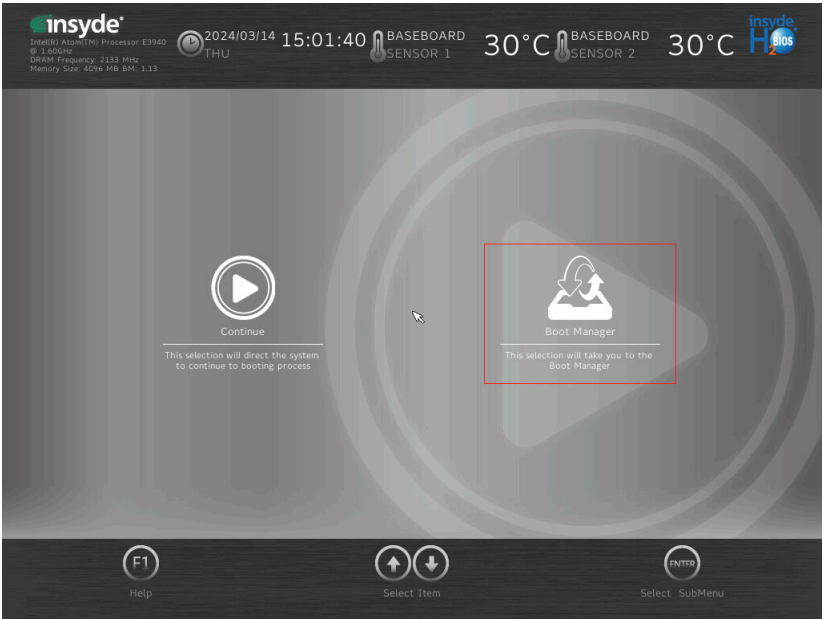 insyde®
Intel(R) Atom(TM) Processor E3940
@ 1.60GHz
DRAM Frequency: 2133 MHz
Memory Size: 4096 MB BM: 1.13
2024/03/14
THU
15:01:40
BASEBOARD
SENSOR 1
30°C
BASEBOARD
SENSOR 2
30°C
insyde
H2O BIOS
Continue
This selection will direct the system
to continue to booting process
Boot Manager
This selection will take you to the
Boot Manager
F1
Help
Select Item
ENTER
Select SubMenu